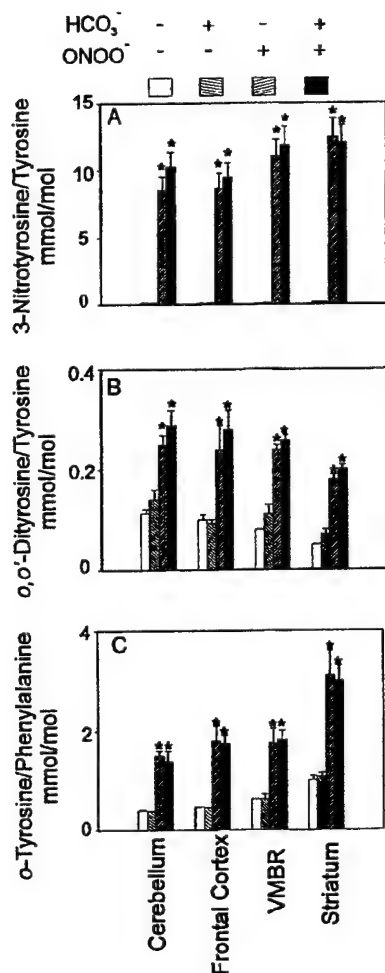 HCO₃⁻ - + - +
ONOO⁻ - - + +
A
3-Nitrotyrosine/Tyrosine
mmol/mol
15
10
5
0
B
o,o'-Dityrosine/Tyrosine
mmol/mol
0.4
0.2
0
C
o-Tyrosine/Phenylalanine
mmol/mol
4
2
0
Cerebellum
Frontal Cortex
VMBR
Striatum